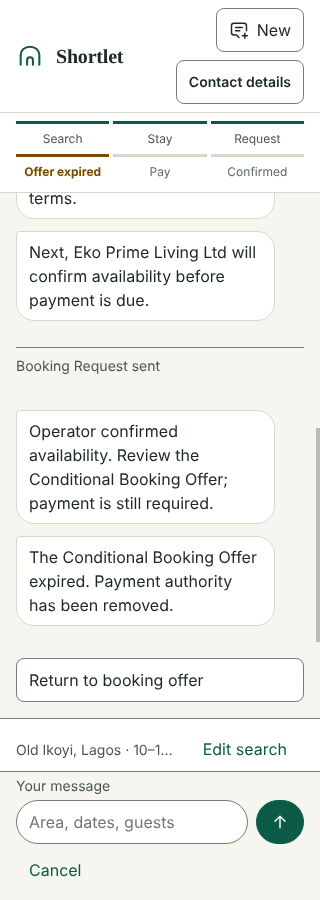 Shortlet
New
Contact details
Search
Stay
Request
Offer expired
Pay
Confirmed
terms.
Next, Eko Prime Living Ltd will
confirm availability before
payment is due.
Booking Request sent
Operator confirmed
availability. Review the
Conditional Booking Offer;
payment is still required.
The Conditional Booking Offer
expired. Payment authority
has been removed.
Return to booking offer
Old Ikoyi, Lagos · 10–1...
Edit search
Your message
Area, dates, guests
Cancel